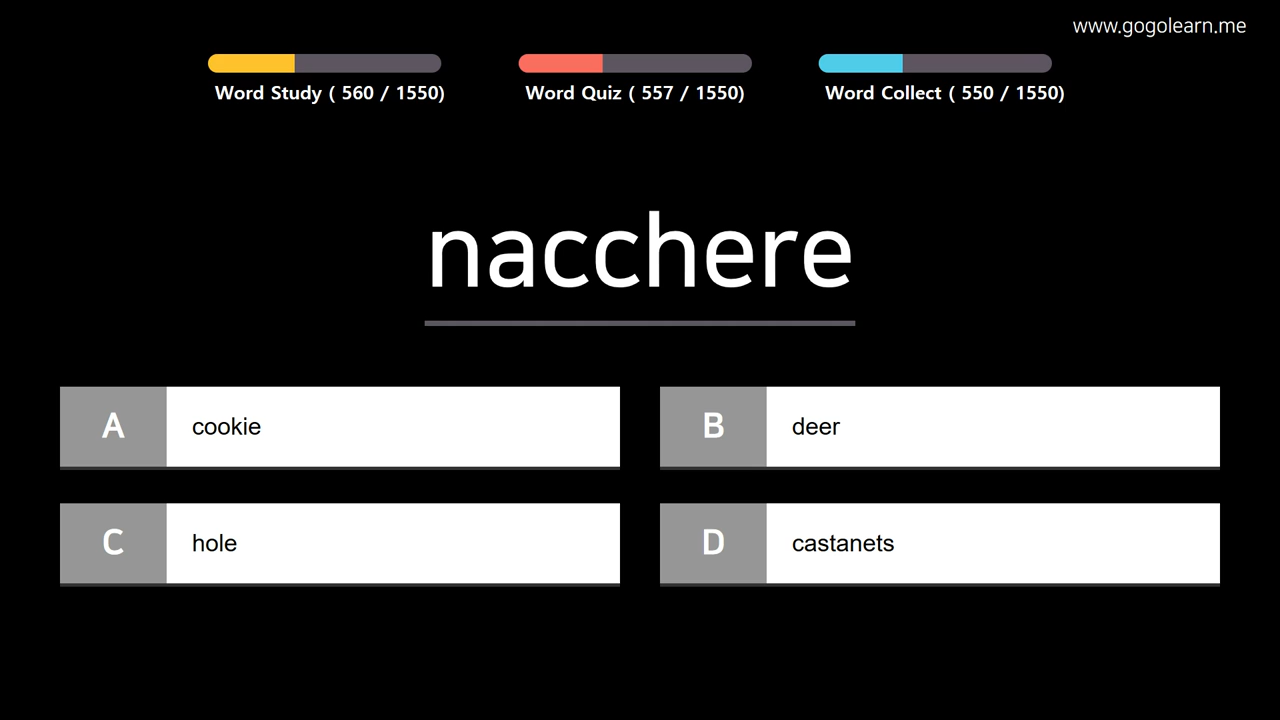 www.gogolearn.me
Word Study ( 560 / 1550)
Word Quiz ( 557 / 1550)
Word Collect ( 550 / 1550)
nacchere
A cookie
B deer
C hole
D castanets